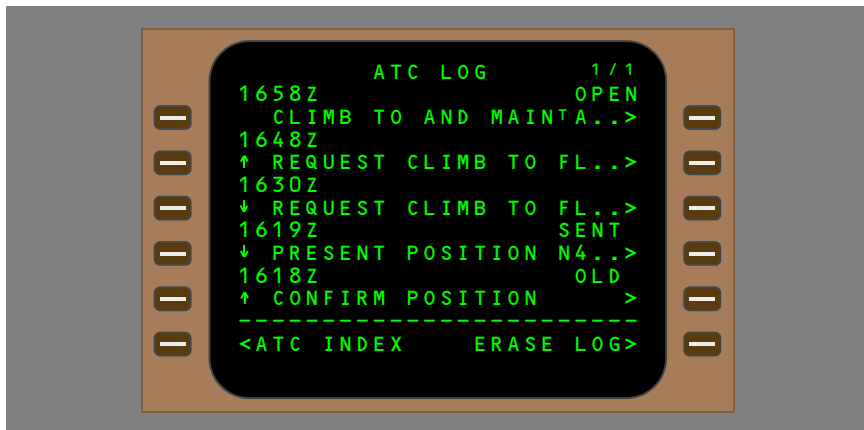 ATC LOG 1/1
1658Z OPEN
CLIMB TO AND MAINTA..>
1648Z
↑ REQUEST CLIMB TO FL..>
1630Z
↓ REQUEST CLIMB TO FL..>
1619Z SENT
↓ PRESENT POSITION N4..>
1618Z OLD
↑ CONFIRM POSITION >
------------------------
<ATC INDEX ERASE LOG>